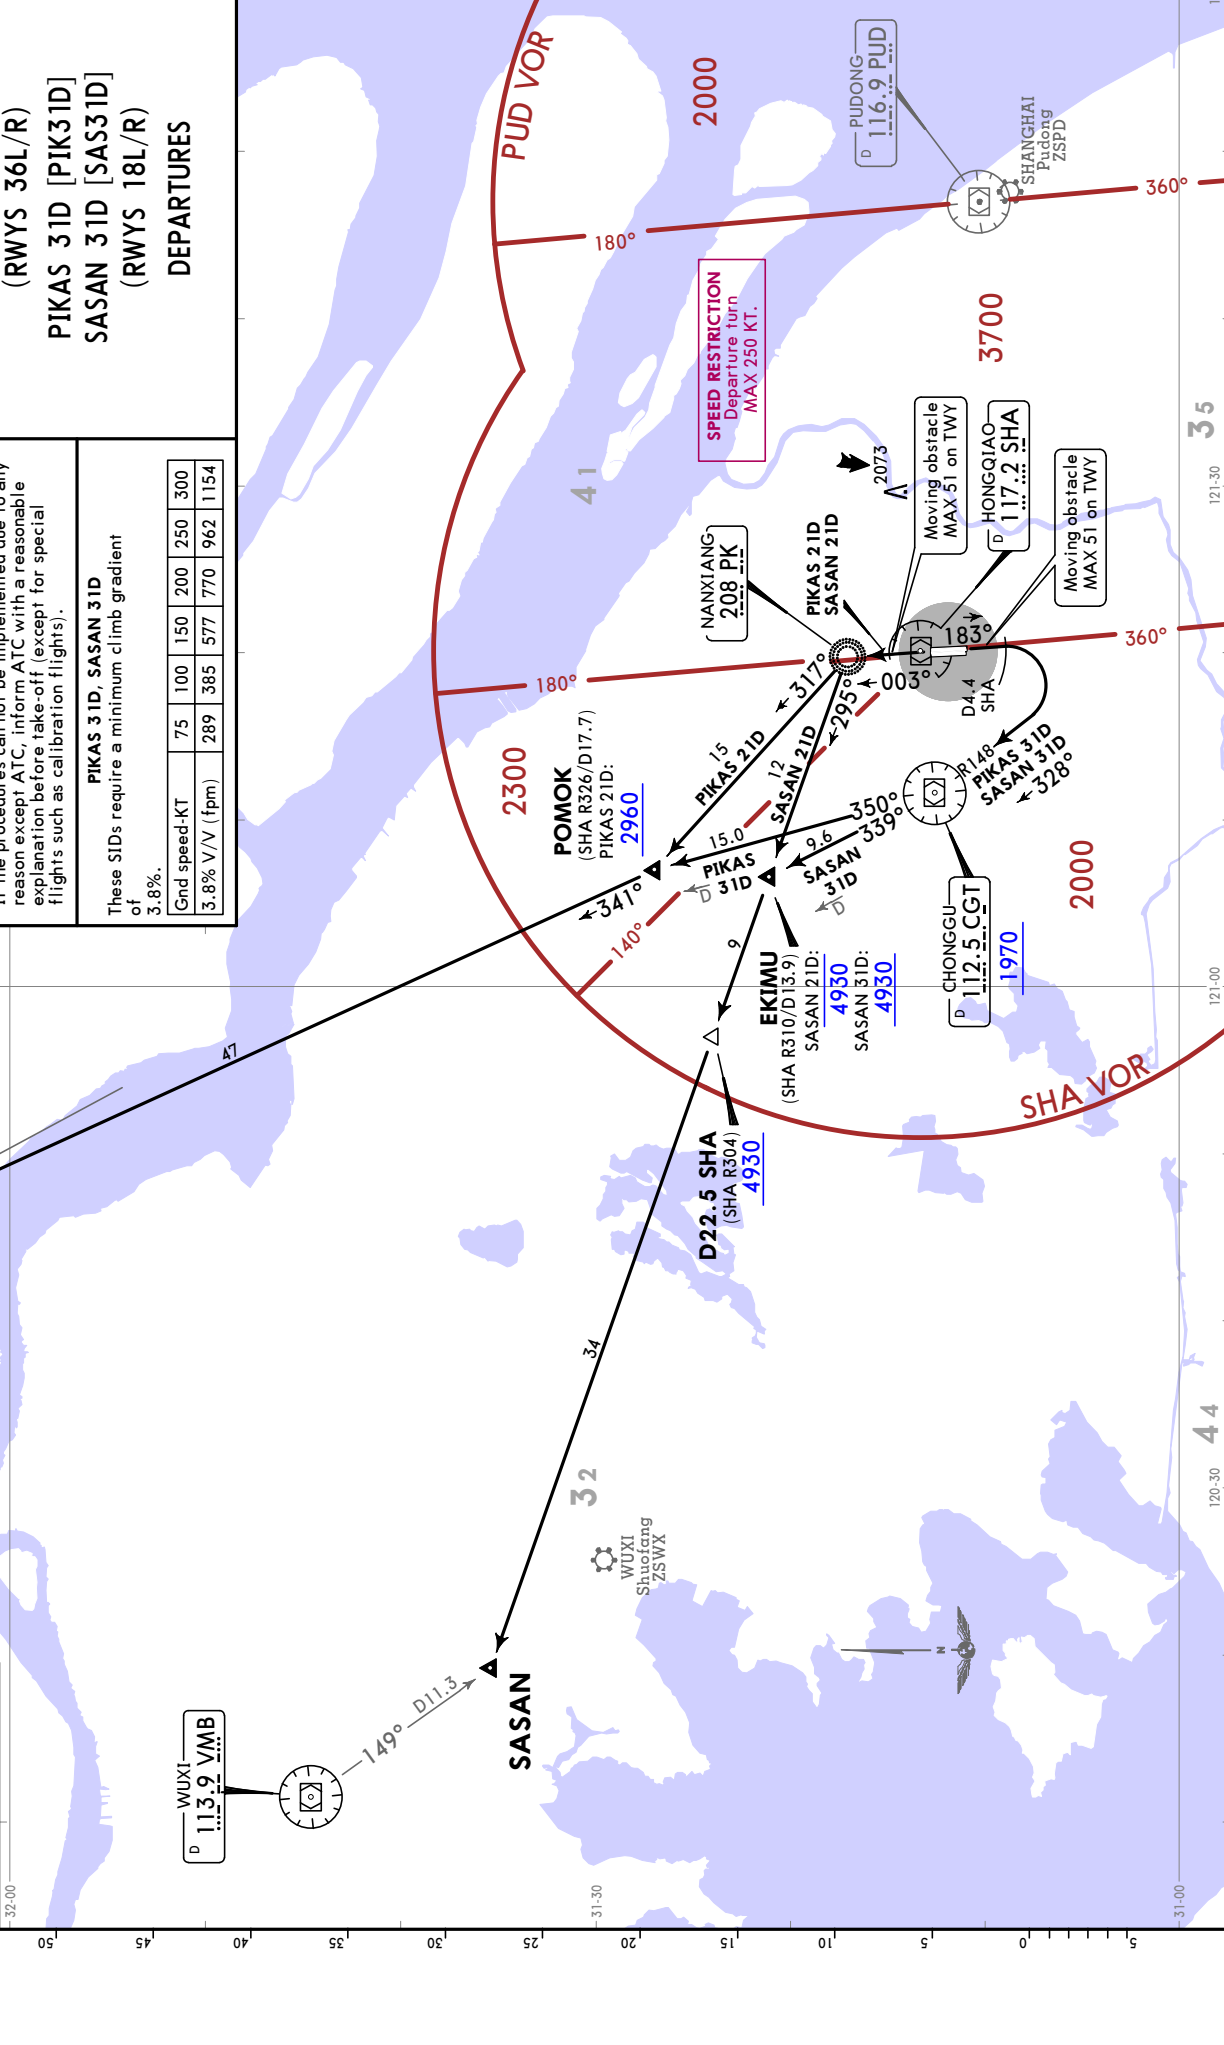 (RWYS 36L/R)
PIKAS 31D [PIK31D]
SASAN 31D [SAS31D]
(RWYS 18L/R)
DEPARTURES
reason except ATC, inform ATC with a reasonable
explanation before take-off (except for special
flights such as calibration flights).
PIKAS 31D, SASAN 31D
These SIDs require a minimum climb gradient
of
3.8%.
Gnd speed-KT 75 100 150 200 250 300
3.8% V/V (fpm) 289 385 577 770 962 1154
PUD VOR
2000
D PUDONG
116.9 PUD
SHANGHAI
Pudong
ZSPD
180°
360°
SPEED RESTRICTION
Departure turn
MAX 250 KT.
3700
41
35
2073
Moving obstacle
MAX 51 on TWY
D HONGQIAO
117.2 SHA
Moving obstacle
MAX 51 on TWY
NANXIANG
208 PK
PIKAS 21D
SASAN 21D
183°
360°
180°
003°
D4.4
SHA
317°
295°
15
PIKAS 21D
12
SASAN 21D
2300
POMOK
(SHA R326/D17.7)
PIKAS 21D:
2960
R148
PIKAS 31D
SASAN 31D
328°
350°
15.0
PIKAS
31D
D
339°
9.6
SASAN
31D
D
341°
140°
47
9
2000
D CHONGGU
112.5 CGT
1970
EKIMU
(SHA R310/D13.9)
SASAN 21D:
4930
SASAN 31D:
4930
D22.5 SHA
(SHA R304)
4930
SHA VOR
34
32
44
WUXI
Shuofang
ZSWX
N
SASAN
D WUXI
113.9 VMB
149°
D11.3
121-30
121-00
120-30
32-00
31-30
31-00
50
45
40
35
30
25
20
15
10
5
0
5